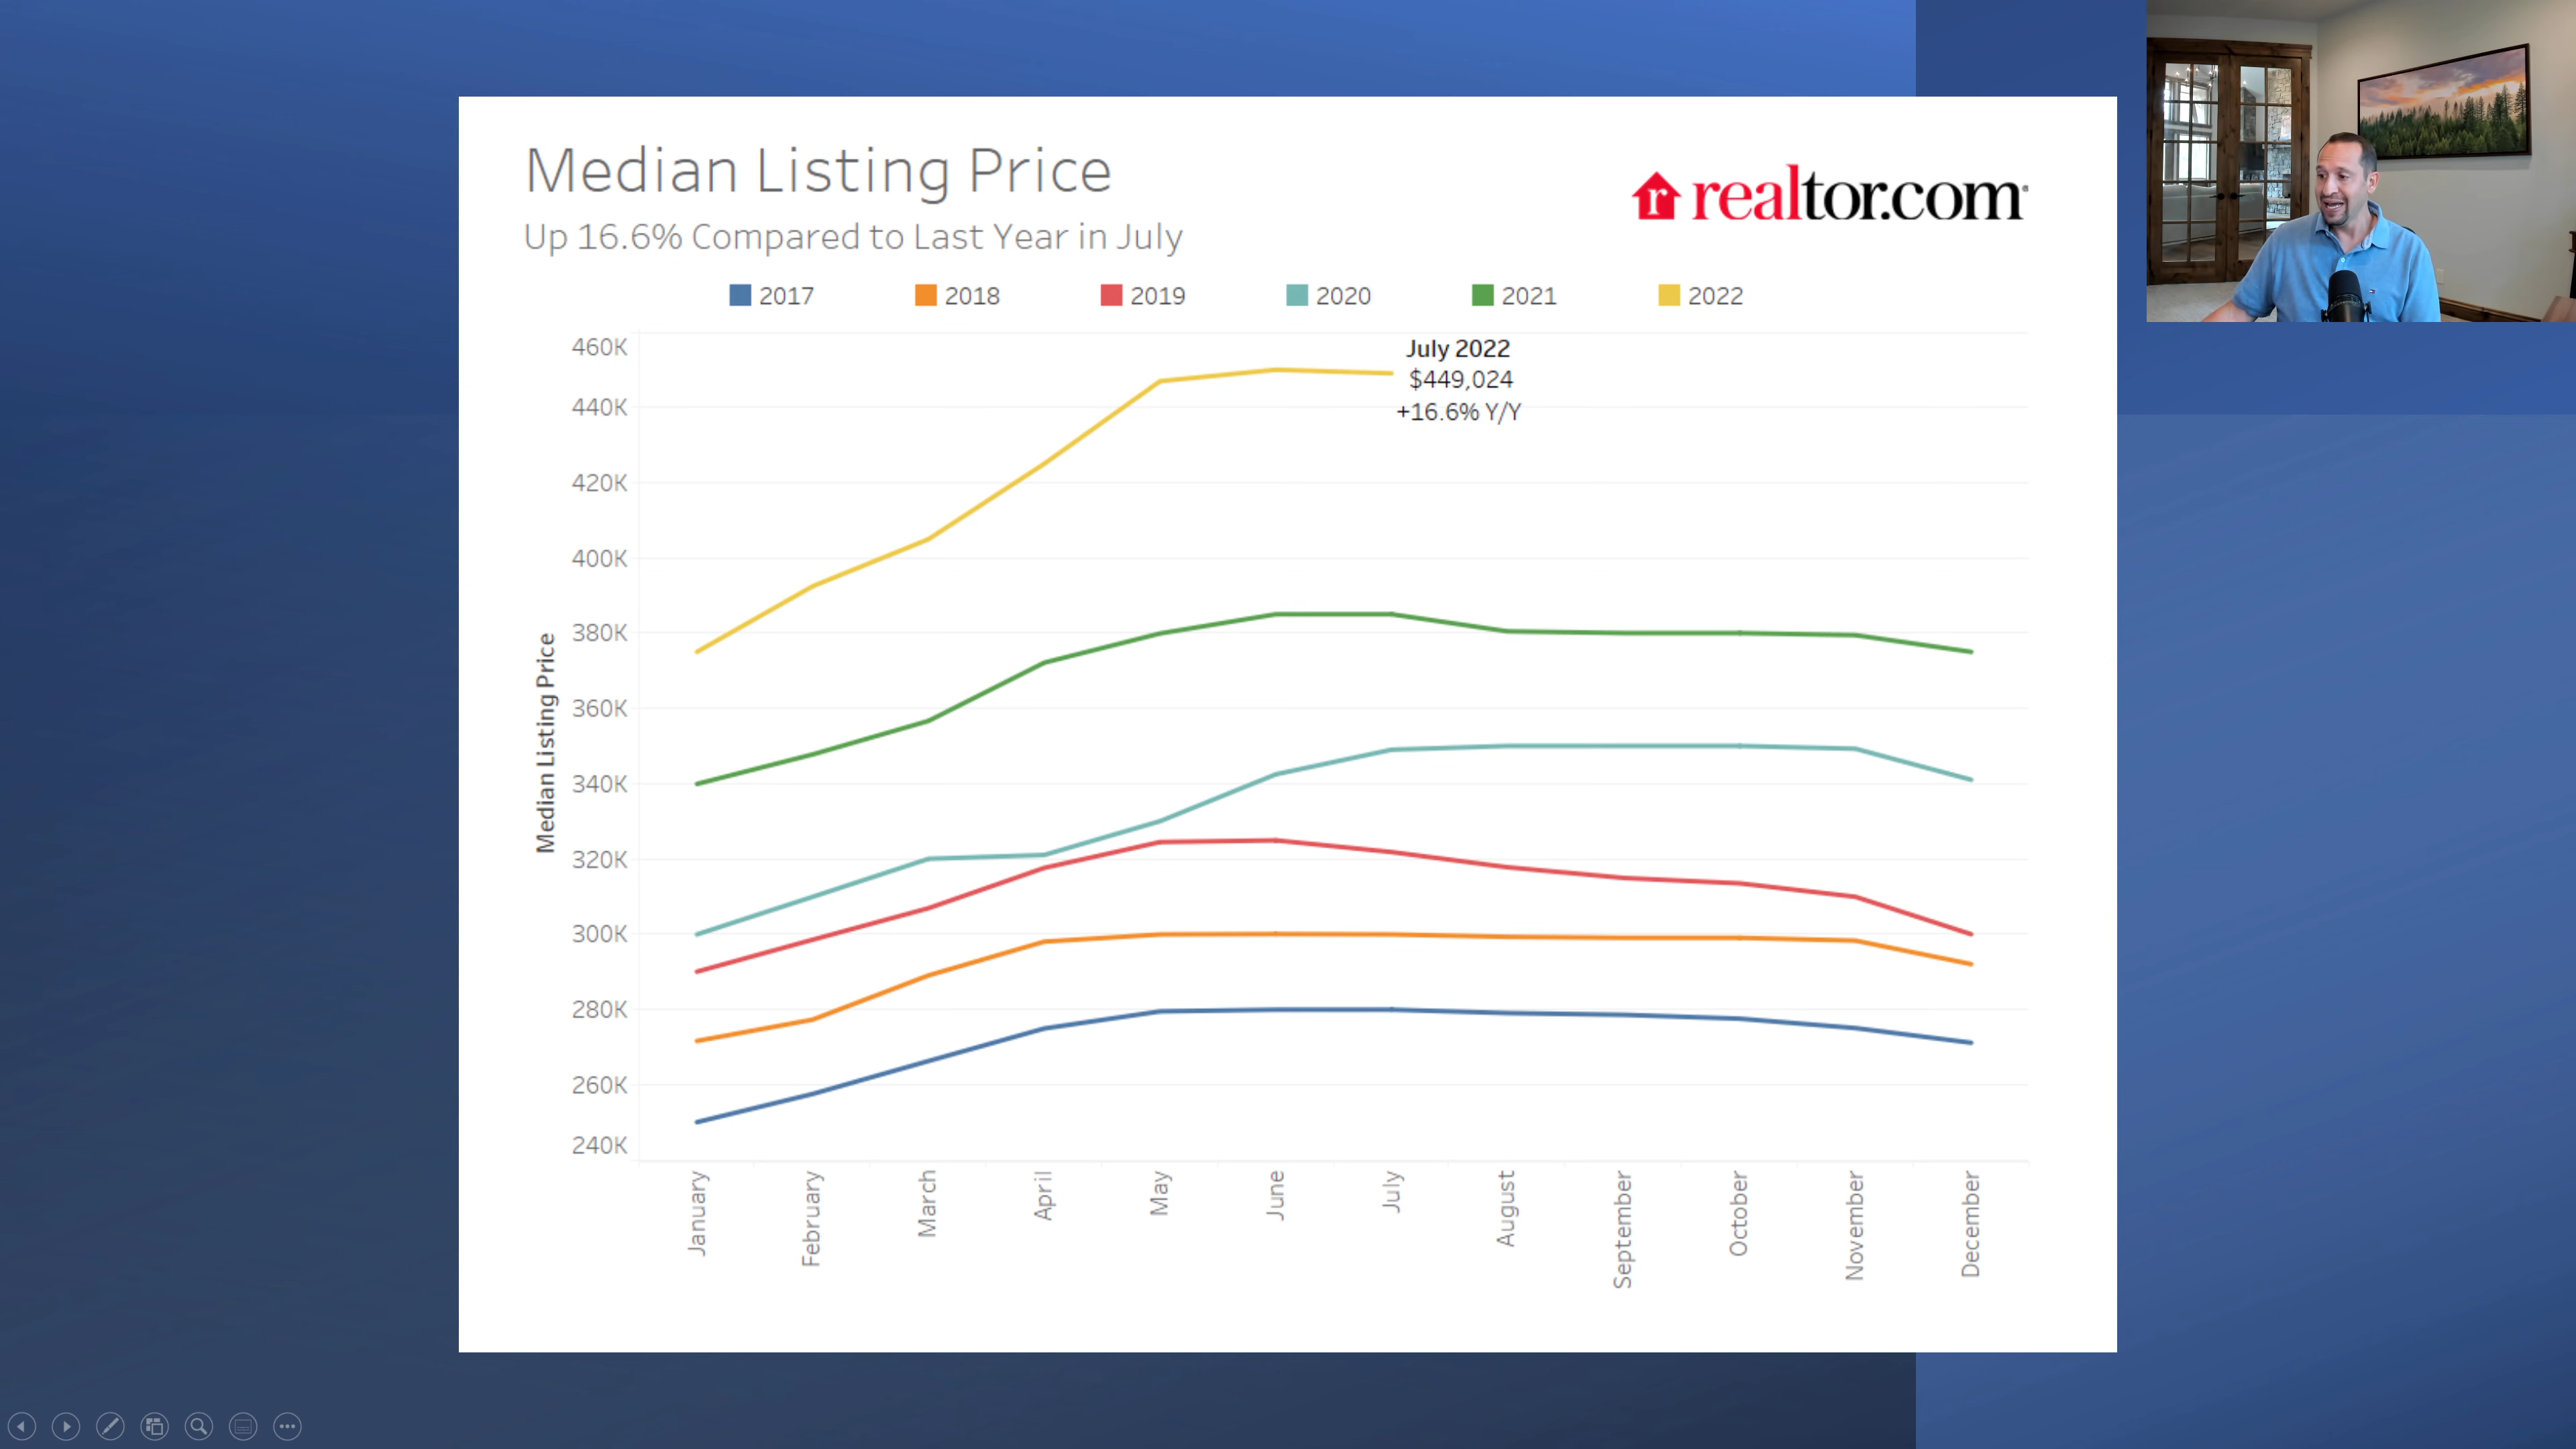 Median Listing Price
Up 16.6% Compared to Last Year in July
realtor.com
2017 2018 2019 2020 2021 2022
460K
440K
420K
400K
380K
360K
340K
320K
300K
280K
260K
240K
Median Listing Price
July 2022
$449,024
+16.6% Y/Y
January February March April May June July August September October November December